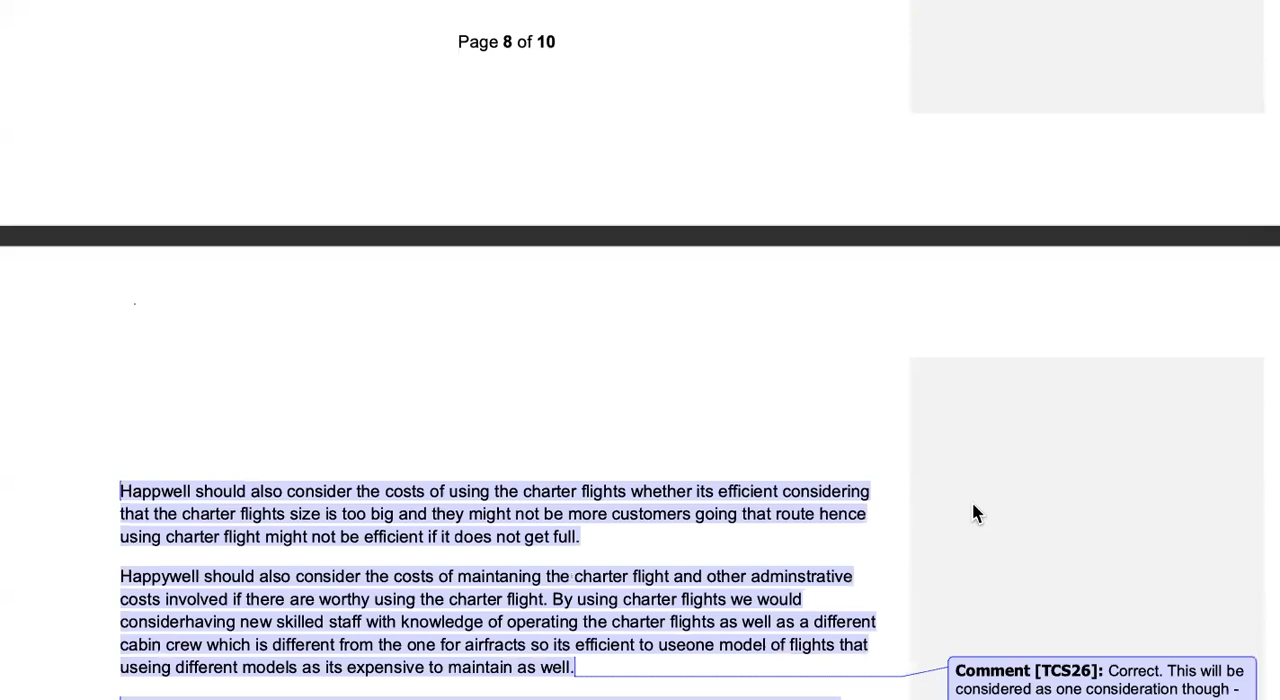 Page 8 of 10
Happwell should also consider the costs of using the charter flights whether its efficient considering
that the charter flights size is too big and they might not be more customers going that route hence
using charter flight might not be efficient if it does not get full.
Happywell should also consider the costs of maintaning the charter flight and other adminstrative
costs involved if there are worthy using the charter flight. By using charter flights we would
considerhaving new skilled staff with knowledge of operating the charter flights as well as a different
cabin crew which is different from the one for airfracts so its efficient to useone model of flights that
useing different models as its expensive to maintain as well.
Comment [TCS26]: Correct. This will be
considered as one consideration though -